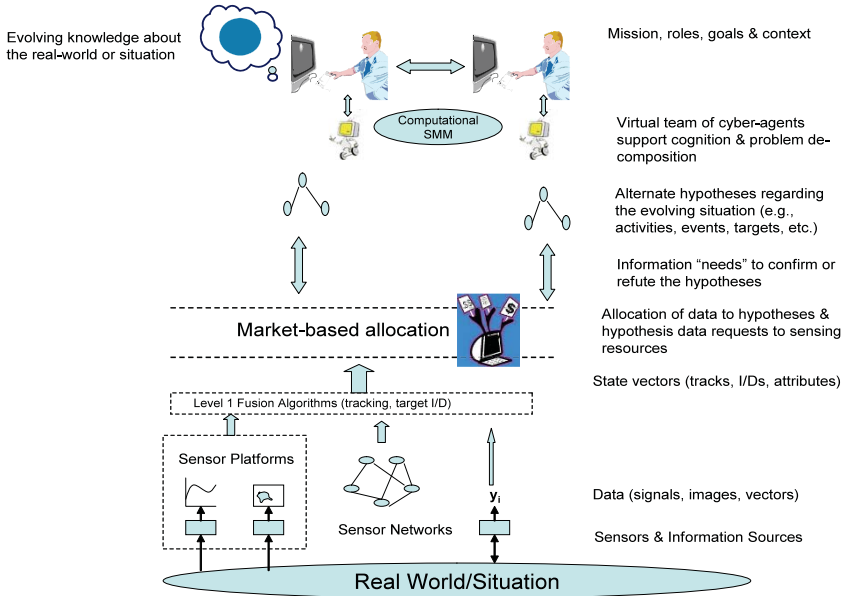 Evolving knowledge about
the real-world or situation
Mission, roles, goals & context
Computational
SMM
Virtual team of cyber-agents
support cognition & problem de-
composition
Alternate hypotheses regarding
the evolving situation (e.g.,
activities, events, targets, etc.)
Information “needs” to confirm or
refute the hypotheses
Market-based allocation
$
Allocation of data to hypotheses &
hypothesis data requests to sensing
resources
State vectors (tracks, I/Ds, attributes)
Level 1 Fusion Algorithms (tracking, target I/D)
Sensor Platforms
Sensor Networks
yi
Data (signals, images, vectors)
Sensors & Information Sources
Real World/Situation